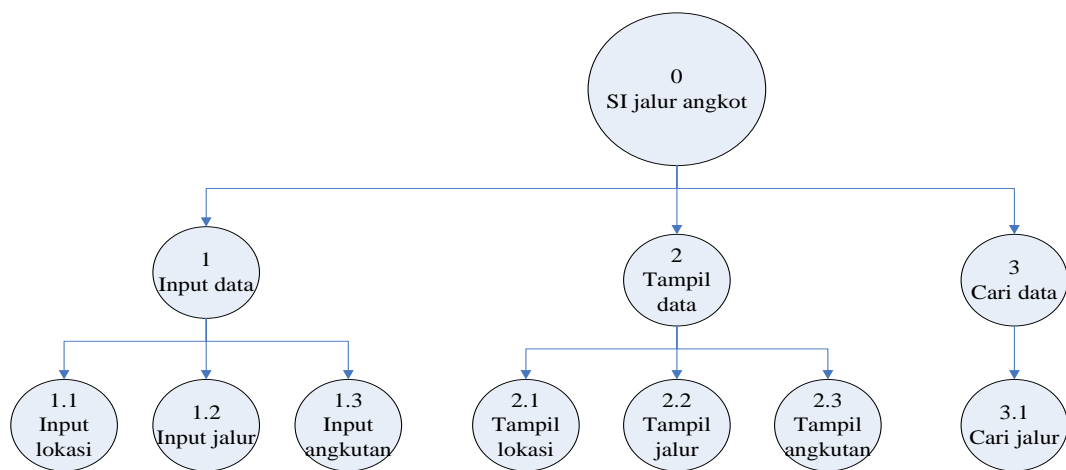 0
SI jalur angkot
1
Input data
2
Tampil
data
3
Cari data
1.1
Input
lokasi
1.2
Input jalur
1.3
Input
angkutan
2.1
Tampil
lokasi
2.2
Tampil
jalur
2.3
Tampil
angkutan
3.1
Cari jalur